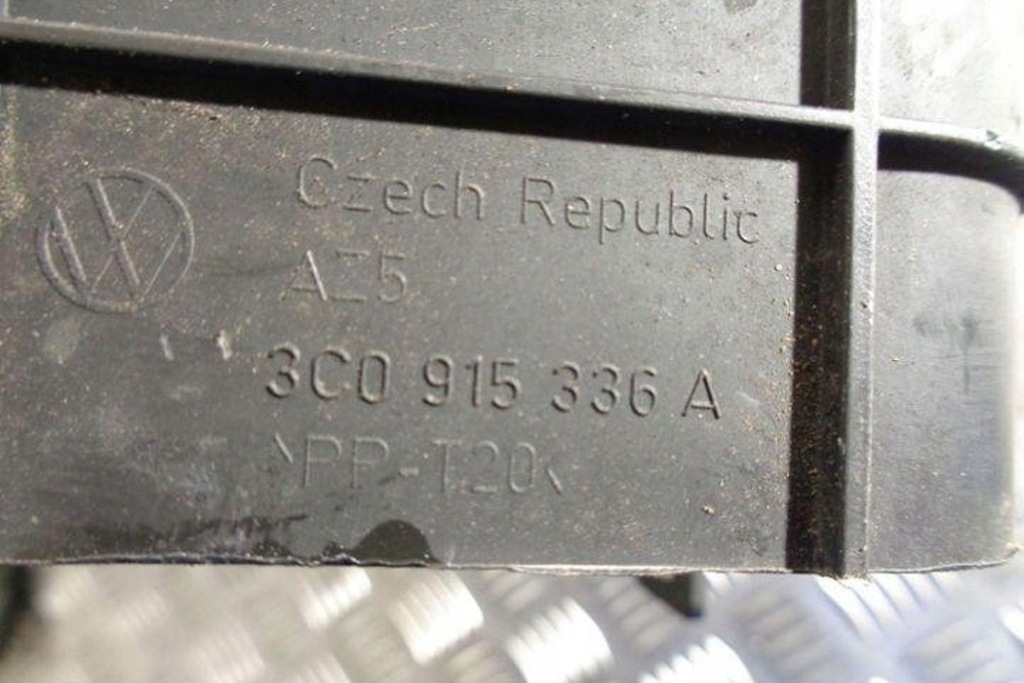 Czech Republic
AZ5
3C0 915 336 A
>PP-T20<